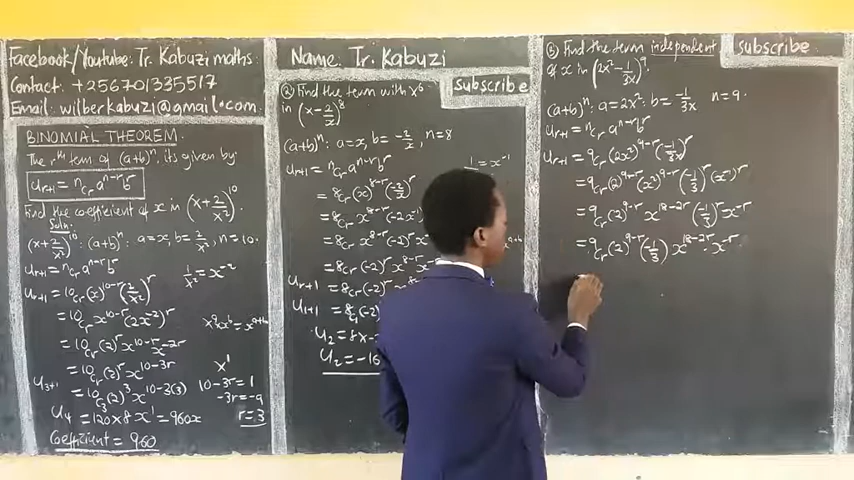 Facebook/Youtube: Tr. Kabuzi maths.
Contact: +256701335517
Email: wilberkabuzi@gmail.com
BINOMIAL THEOREM.
The rᵗʰ term of (a+b)ⁿ, its given by:
Uᵣ₊₁ = ⁿCᵣ aⁿ⁻ʳ bʳ
Find the coefficient of x in (x + 2/x²)¹⁰
Soln:
(x + 2/x²)¹⁰ : (a+b)ⁿ: a = x, b = 2/x², n = 10.
Uᵣ₊₁ = ⁿCᵣ aⁿ⁻ʳ bʳ
1/x² = x⁻²
Uᵣ₊₁ = ¹⁰Cᵣ (x)¹⁰⁻ʳ (2/x²)ʳ
= ¹⁰Cᵣ x¹⁰⁻ʳ (2x⁻²)ʳ
= ¹⁰Cᵣ (2)ʳ x¹⁰⁻ʳ x⁻²ʳ
= ¹⁰Cᵣ (2)ʳ x¹⁰⁻³ʳ
U₃₊₁ = ¹⁰C₃ (2)³ x¹⁰⁻³⁽³⁾
U₄ = 120 × 8 x¹ = 960x
Coefficient = 960
x¹
10 - 3r = 1
-3r = -9
r = 3
Name: Tr. Kabuzi
Subscribe
② Find the term with x⁶
in (x - 2/x)⁸
(a+b)ⁿ: a = x, b = -2/x, n = 8
Uᵣ₊₁ = ⁿCᵣ aⁿ⁻ʳ bʳ
1/x = x⁻¹
= ⁸Cᵣ (x)⁸⁻ʳ (-2/x)ʳ
= ⁸Cᵣ x⁸⁻ʳ (-2x⁻¹
= ⁸Cᵣ (-2)ʳ x⁸⁻ʳ
Uᵣ₊₁ = ⁸Cᵣ (-2)ʳ x⁸
U₁₊₁ = ⁸C₁ (-2)
U₂ = 8x-
U₂ = -16
Find the term independent
of x in (2x² - 1/3x)⁹.
Subscribe
(a+b)ⁿ: a = 2x² b = -1/3x n = 9.
Uᵣ₊₁ = ⁿCᵣ aⁿ⁻ʳ bʳ
Uᵣ₊₁ = ⁹Cᵣ (2x²)⁹⁻ʳ (-1/3x)ʳ
= ⁹Cᵣ (2)⁹⁻ʳ (x²)⁹⁻ʳ (-1/3)ʳ (x⁻¹)ʳ
= ⁹Cᵣ (2)⁹⁻ʳ x¹⁸⁻²ʳ (-1/3)ʳ x⁻ʳ
= ⁹Cᵣ (2)⁹⁻ʳ (-1/3) x¹⁸⁻²ʳ . x⁻ʳ
=